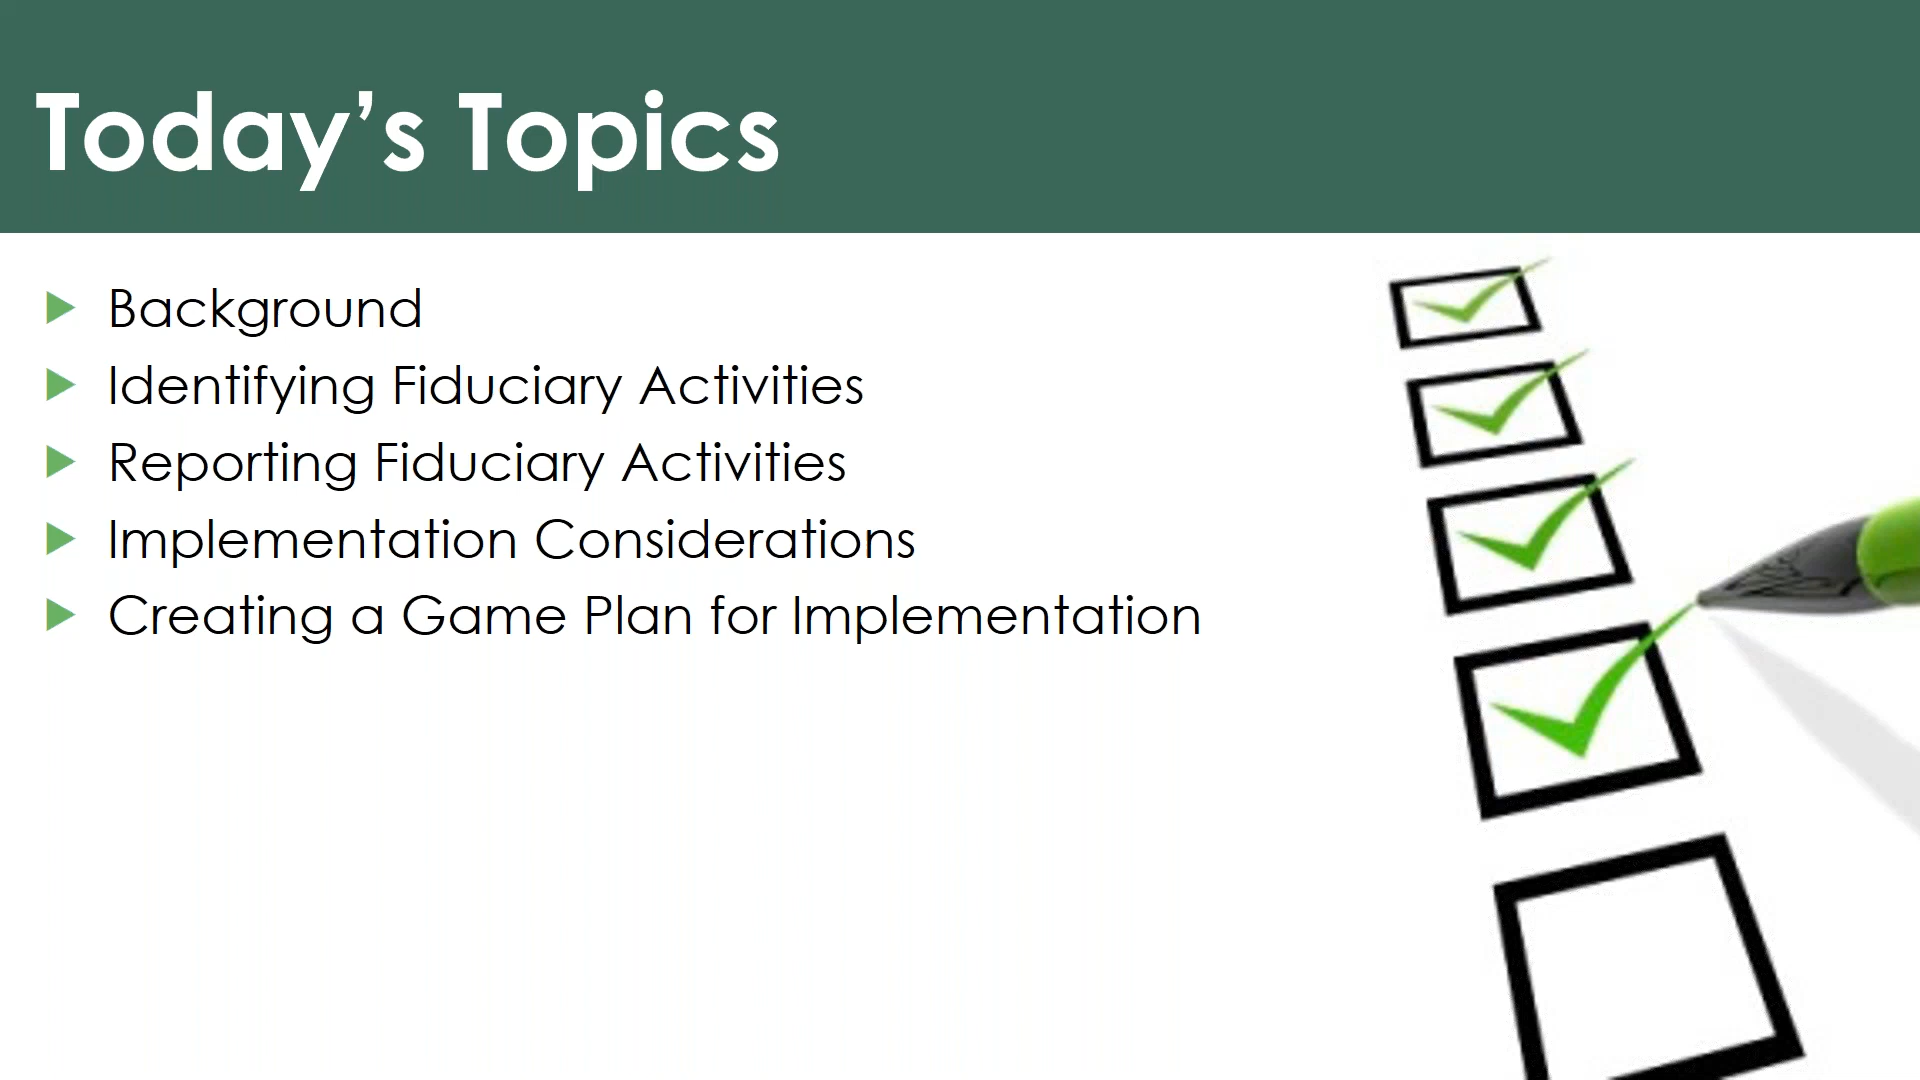 Today’s Topics
Background
Identifying Fiduciary Activities
Reporting Fiduciary Activities
Implementation Considerations
Creating a Game Plan for Implementation